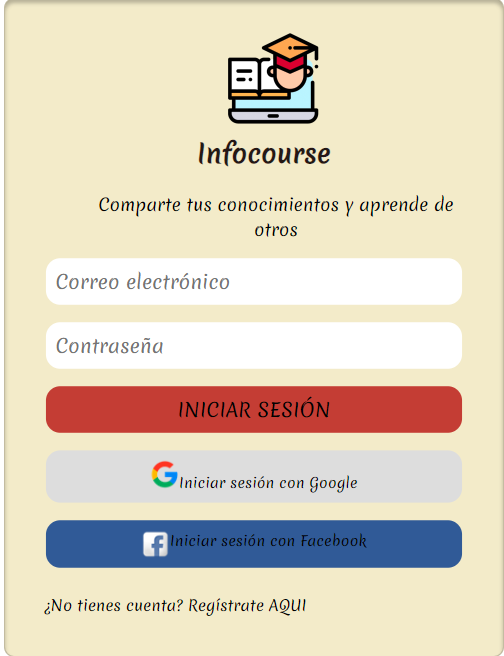 Infocourse
Comparte tus conocimientos y aprende de
otros
Correo electrónico
Contraseña
INICIAR SESIÓN
Iniciar sesión con Google
Iniciar sesión con Facebook
¿No tienes cuenta? Regístrate AQUI